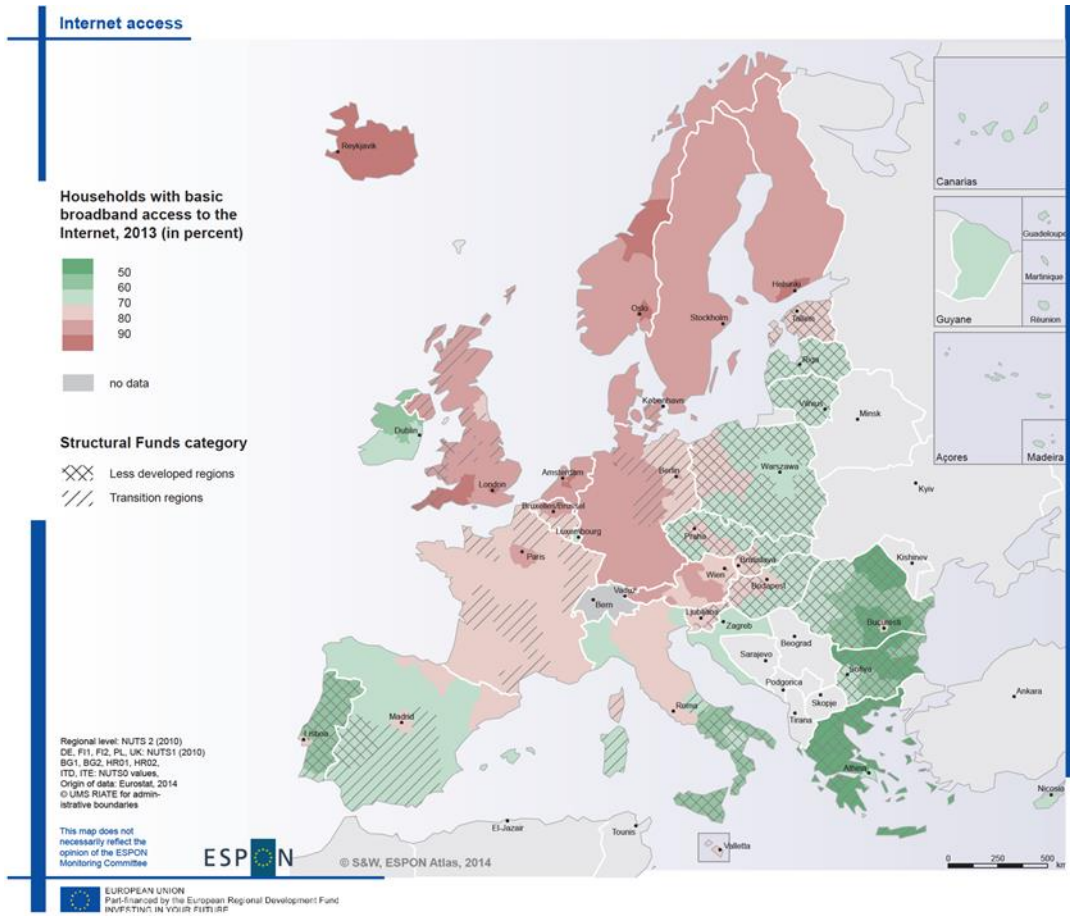 Internet access
Households with basic
broadband access to the
Internet, 2013 (in percent)
50
60
70
80
90
no data
Structural Funds category
Less developed regions
Transition regions
Reykjavik
Canarias
Guadeloupe
Martinique
Réunion
Guyane
Açores
Madeira
Helsinki
Oslo
Stockholm
Tallinn
Riga
Vilnius
Minsk
København
Dublin
London
Amsterdam
Berlin
Warszawa
Kyiv
Bruxelles/Brussel
Luxembourg
Praha
Paris
Kishinev
Wien
Bratislava
Budapest
Vaduz
Bern
Ljubljana
Zagreb
Bucuresti
Beograd
Sarajevo
Sofiya
Podgorica
Skopje
Tirana
Roma
Madrid
Lisboa
Ankara
Athina
Nicosia
El-Jazair
Tounis
Valletta
Regional level: NUTS 2 (2010)
DE, FI1, FI2, PL, UK: NUTS1 (2010)
BG1, BG2, HR01, HR02,
ITD, ITE: NUTS0 values,
Origin of data: Eurostat, 2014
© UMS RIATE for admin-
istrative boundaries
This map does not
necessarily reflect the
opinion of the ESPON
Monitoring Committee
ESPON
© S&W, ESPON Atlas, 2014
0 250 500
km
EUROPEAN UNION
Part-financed by the European Regional Development Fund
INVESTING IN YOUR FUTURE